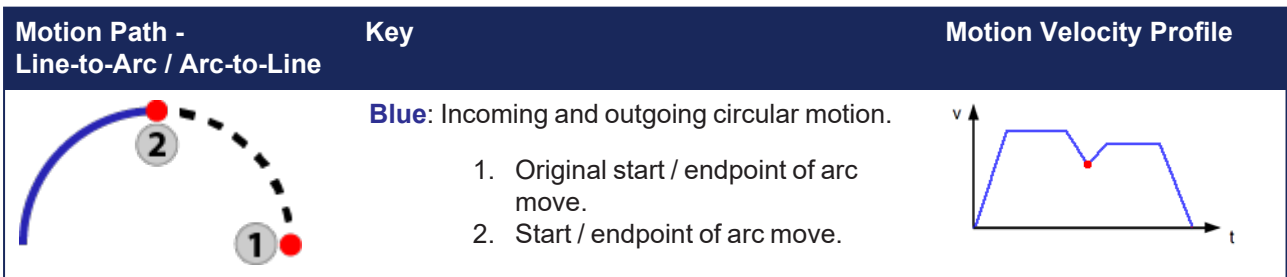 Motion Path -
Line-to-Arc / Arc-to-Line
Key
Motion Velocity Profile
2
1
Blue: Incoming and outgoing circular motion.
1. Original start / endpoint of arc
move.
2. Start / endpoint of arc move.
v
t